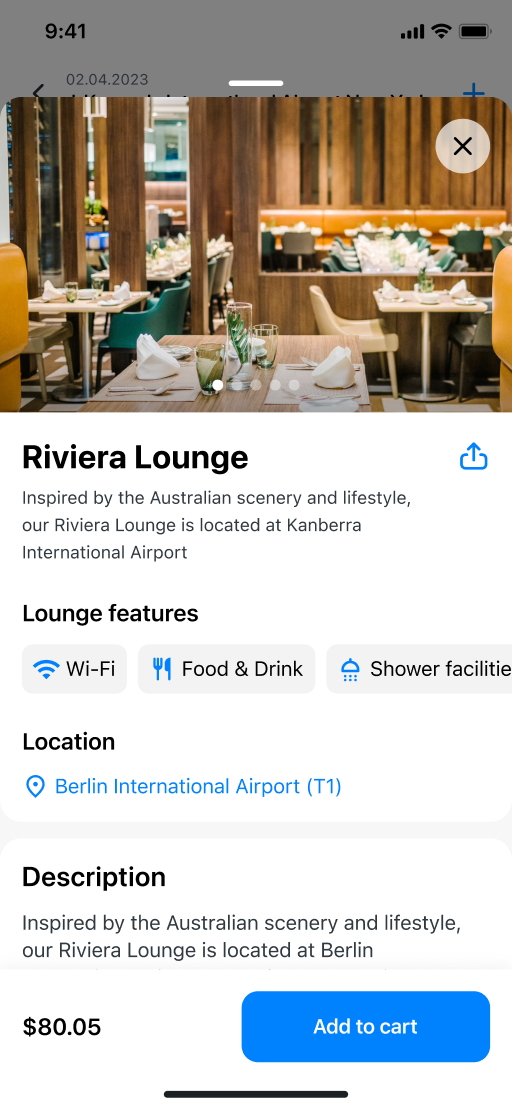 9:41
02.04.2023
Riviera Lounge
Inspired by the Australian scenery and lifestyle,
our Riviera Lounge is located at Kanberra
International Airport
Lounge features
Wi-Fi
Food & Drink
Shower facilitie
Location
Berlin International Airport (T1)
Description
Inspired by the Australian scenery and lifestyle,
our Riviera Lounge is located at Berlin
$80.05
Add to cart